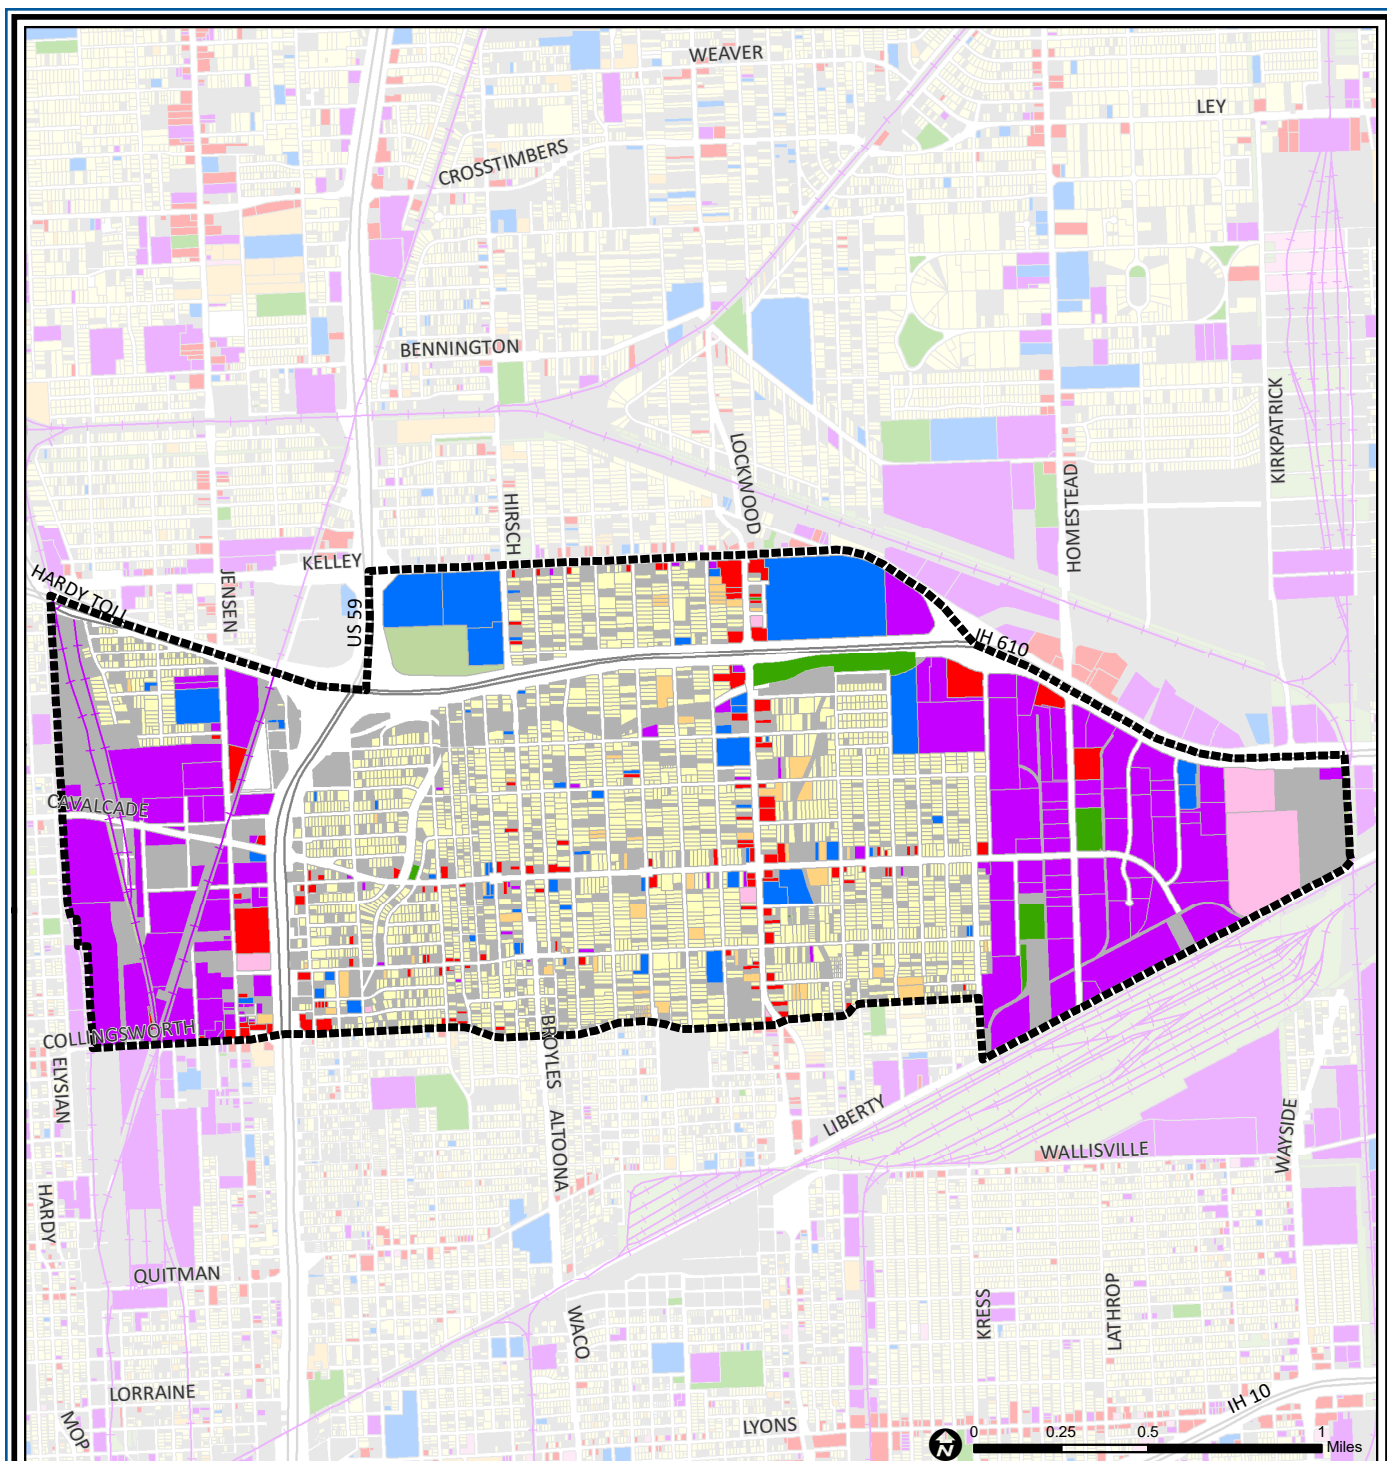 WEAVER
LEY
CROSSTIMBERS
BENNINGTON
KIRKPATRICK
LOCKWOOD
HOMESTEAD
HIRSCH
KELLEY
HARDY TOLL
JENSEN
US 59
IH 610
CAVALCADE
COLLINGSWORTH
BROYLES
ELYSIAN
LIBERTY
ALTOONA
WAYSIDE
WALLISVILLE
HARDY
QUITMAN
KRESS
LATHROP
WACO
LORRAINE
IH 10
MOP
LYONS
N
0 0.25 0.5 1
Miles